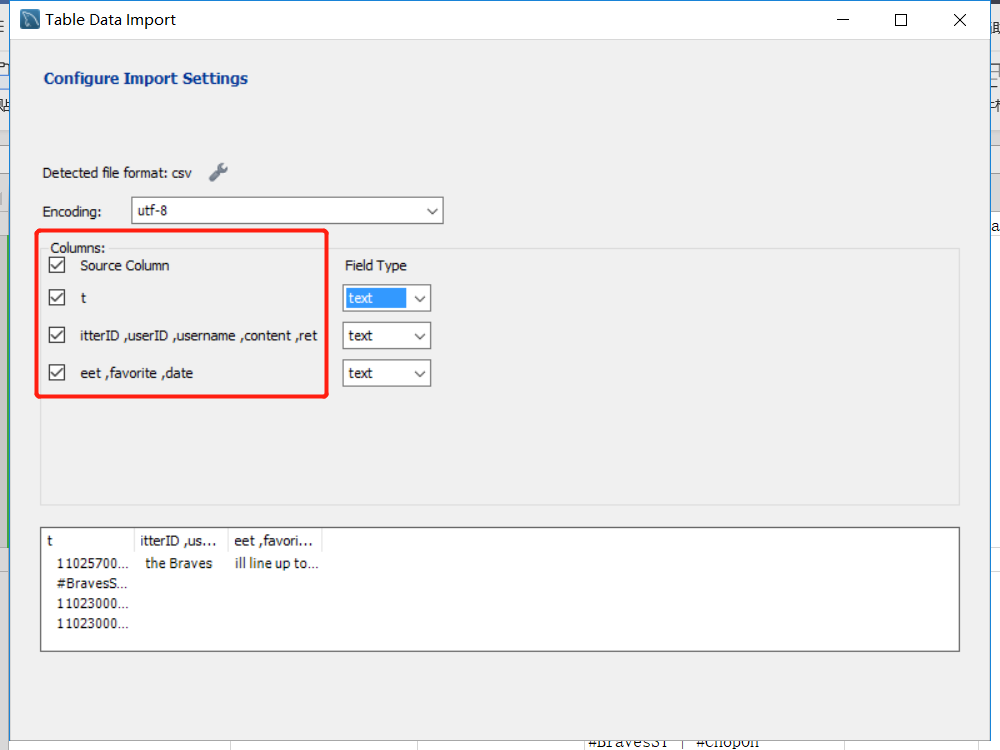 Table Data Import
Configure Import Settings
Detected file format: csv
Encoding: utf-8
Columns:
Source Column Field Type
t text
itterID ,userID ,username ,content ,ret text
eet ,favorite ,date text
t itterID ,us... eet ,favori...
11025700... the Braves ill line up to...
#BravesS...
11023000...
11023000...
#BravesST | #ChopOn